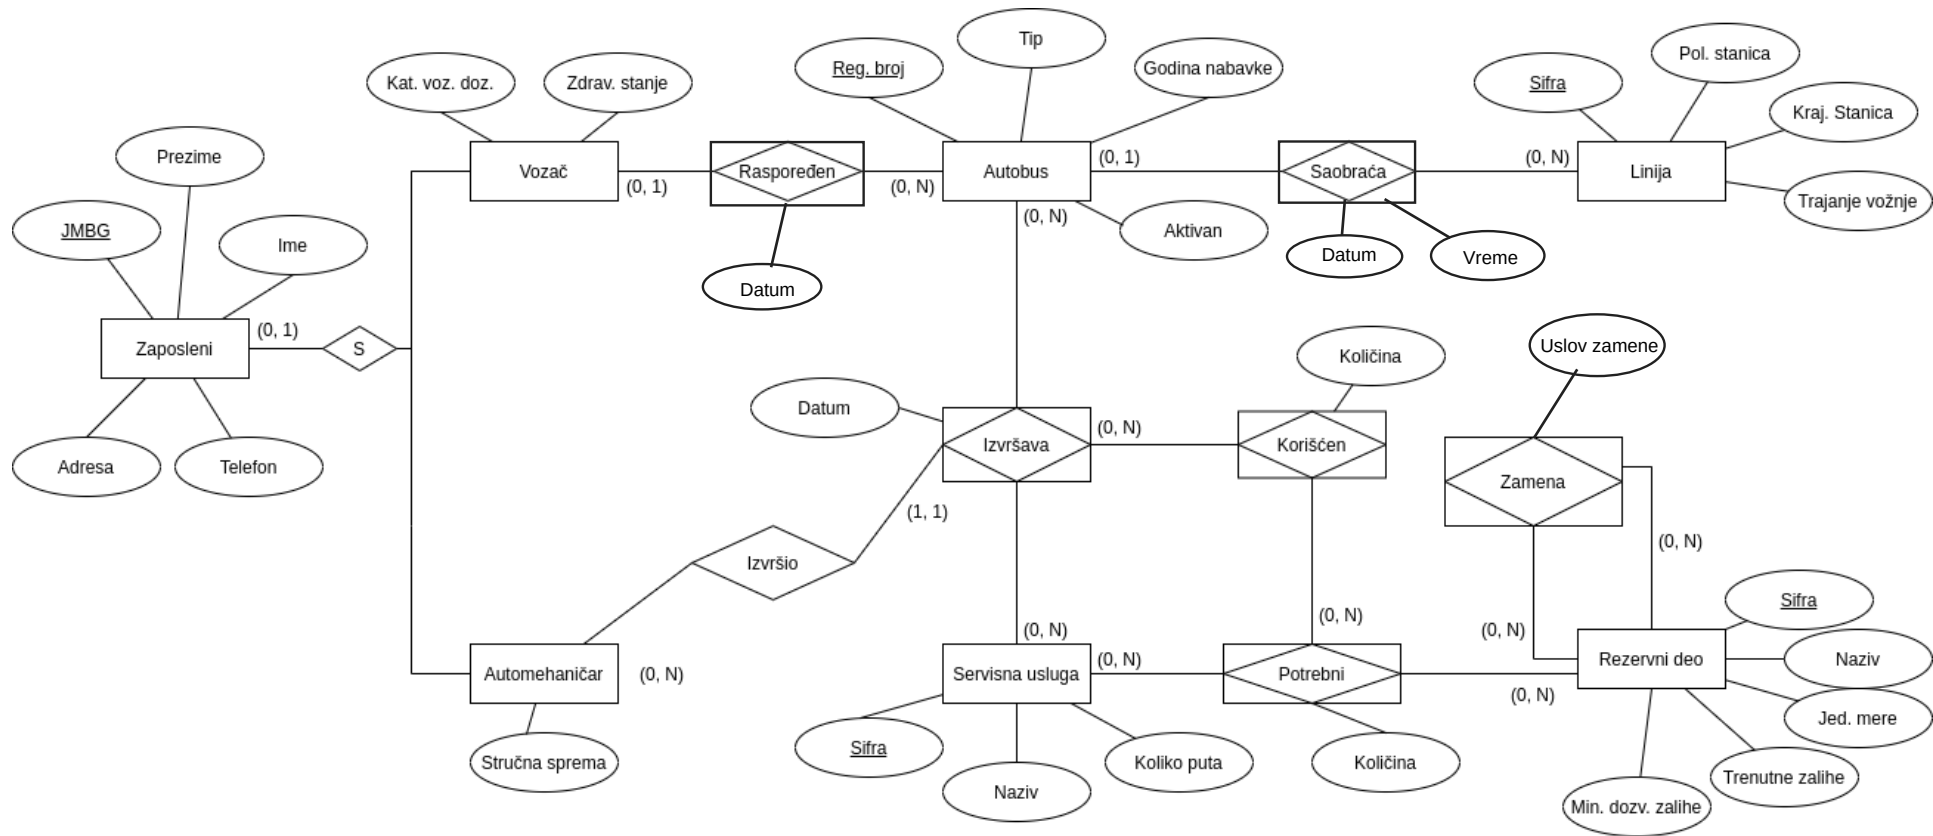 Tip
Pol. stanica
Kat. voz. doz.
Zdrav. stanje
Reg. broj
Godina nabavke
Sifra
Kraj. Stanica
Prezime
Vozač
(0, 1)
Raspoređen
(0, N)
Autobus
(0, 1)
Saobraća
(0, N)
Linija
Trajanje vožnje
JMBG
Ime
(0, N)
Aktivan
Datum
Vreme
Datum
Zaposleni
(0, 1)
S
Uslov zamene
Količina
Datum
Izvršava
(0, N)
Korišćen
Zamena
Adresa
Telefon
(1, 1)
(0, N)
Izvršio
Sifra
(0, N)
(0, N)
(0, N)
Automehaničar
(0, N)
Servisna usluga
(0, N)
Potrebni
(0, N)
Rezervni deo
Naziv
Jed. mere
Sifra
Stručna sprema
Koliko puta
Količina
Trenutne zalihe
Naziv
Min. dozv. zalihe